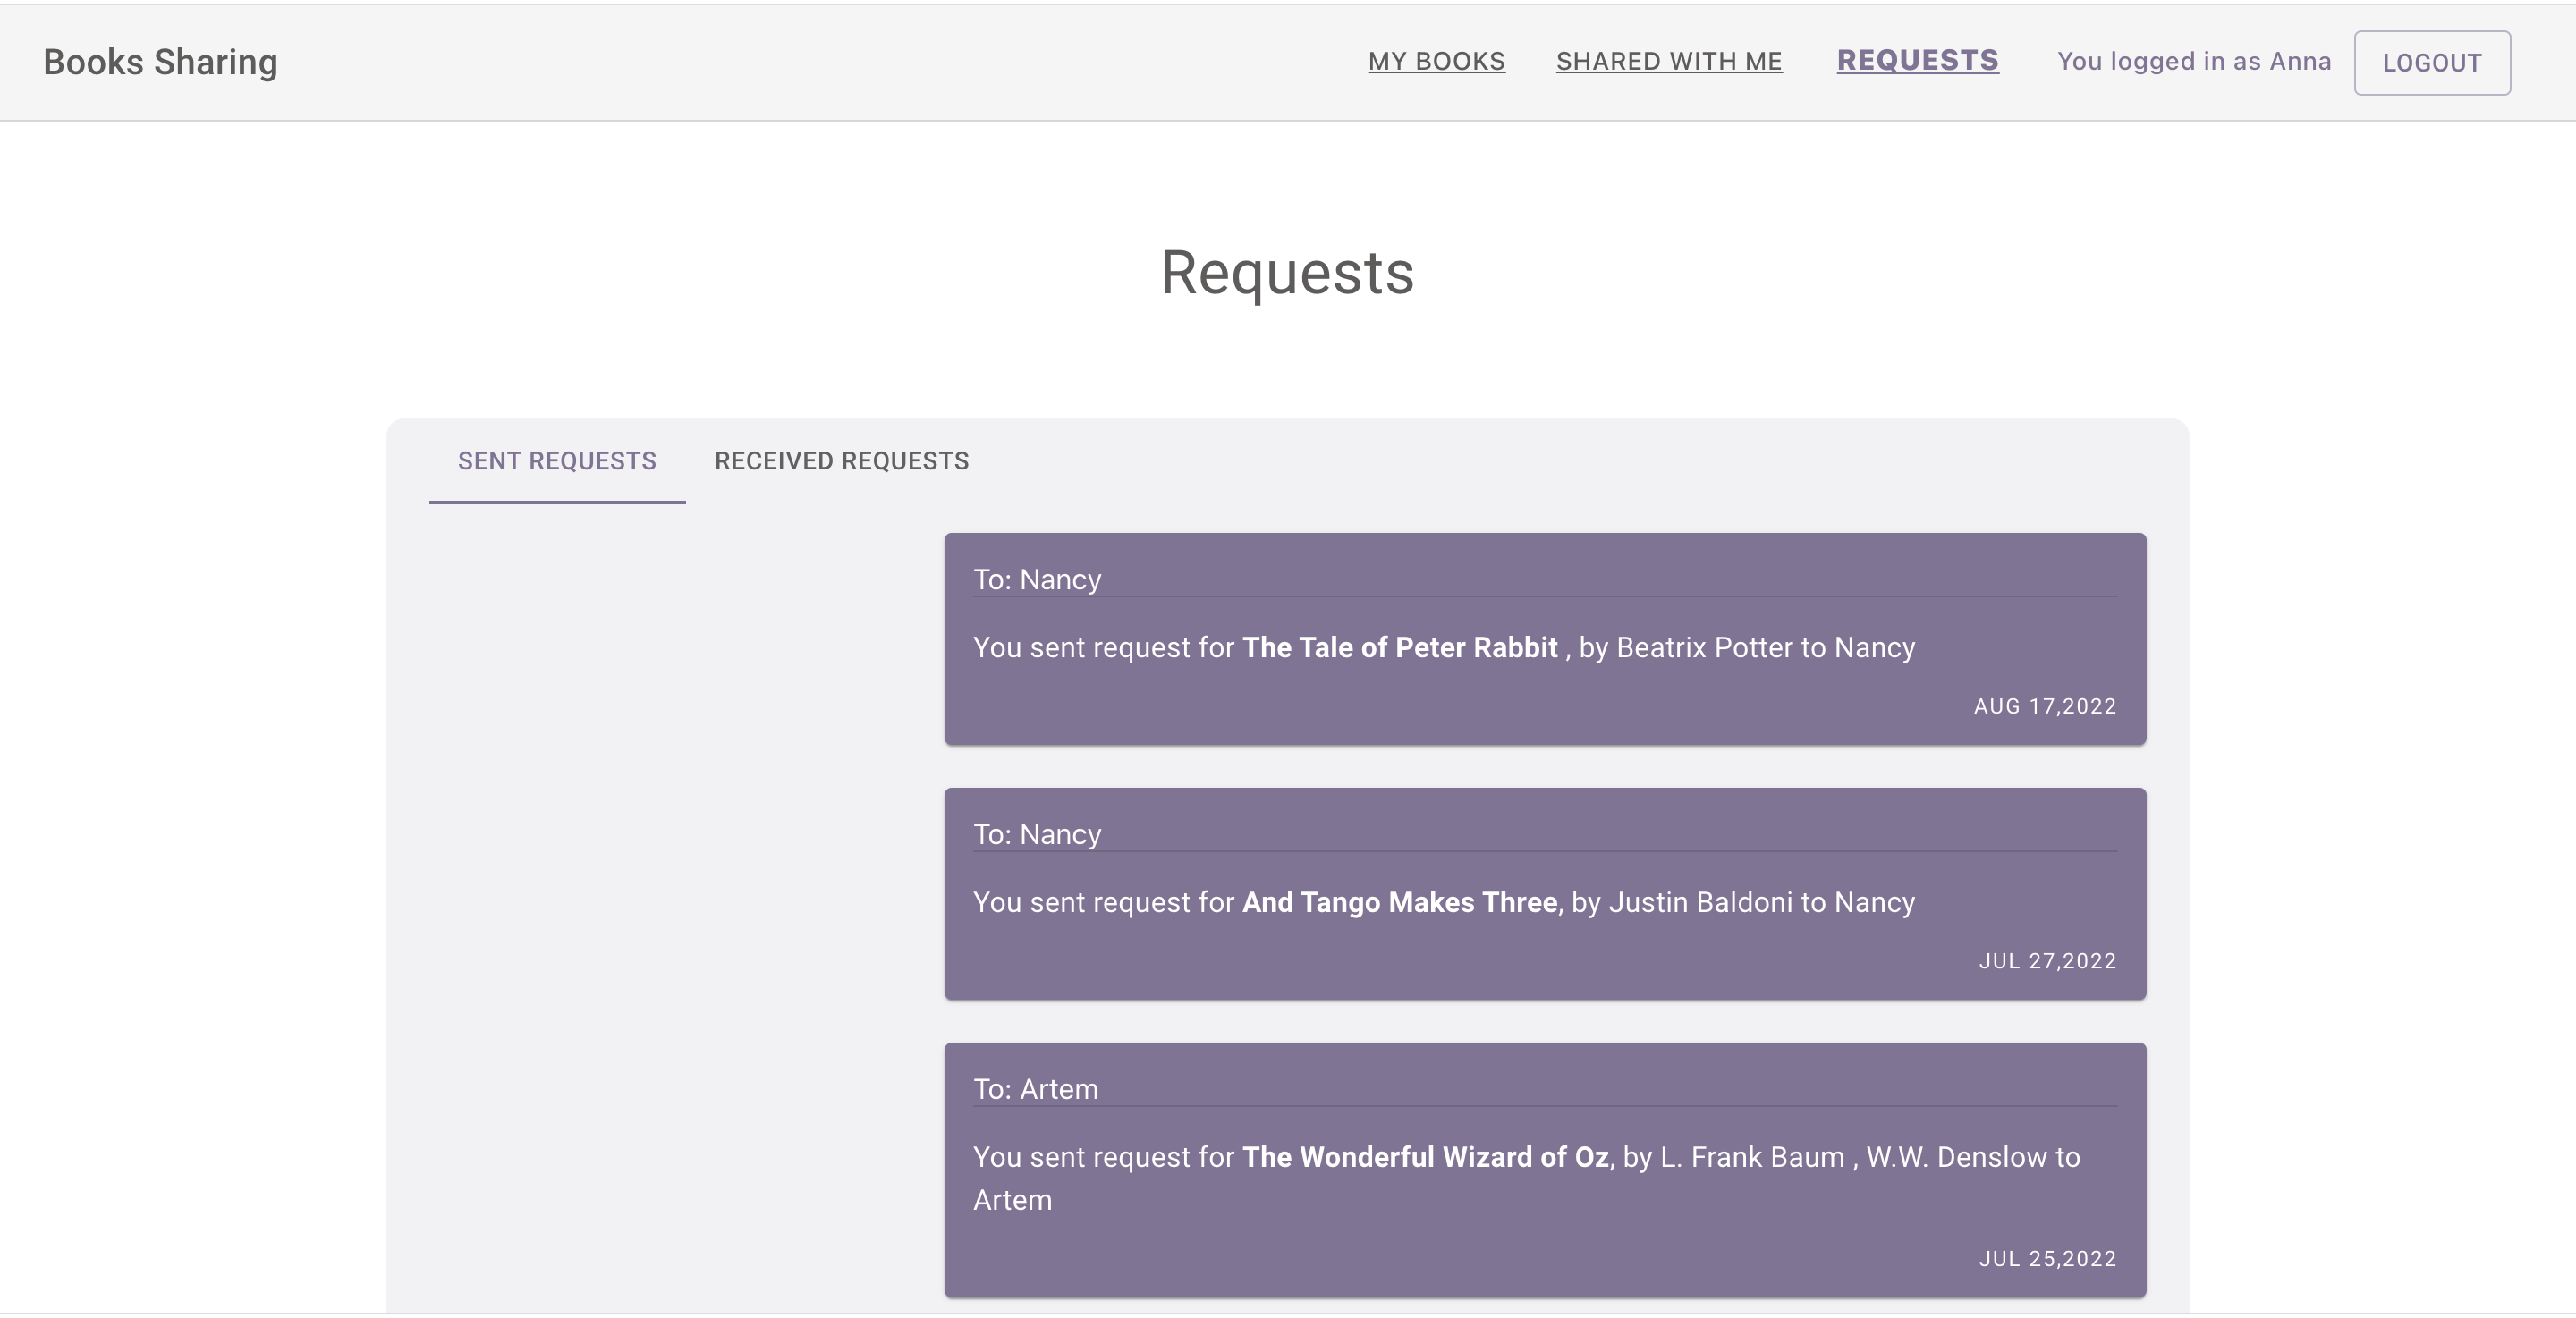 Books Sharing
MY BOOKS SHARED WITH ME REQUESTS You logged in as Anna LOGOUT
Requests
SENT REQUESTS RECEIVED REQUESTS
To: Nancy
You sent request for The Tale of Peter Rabbit , by Beatrix Potter to Nancy
AUG 17,2022
To: Nancy
You sent request for And Tango Makes Three, by Justin Baldoni to Nancy
JUL 27,2022
To: Artem
You sent request for The Wonderful Wizard of Oz, by L. Frank Baum , W.W. Denslow to
Artem
JUL 25,2022